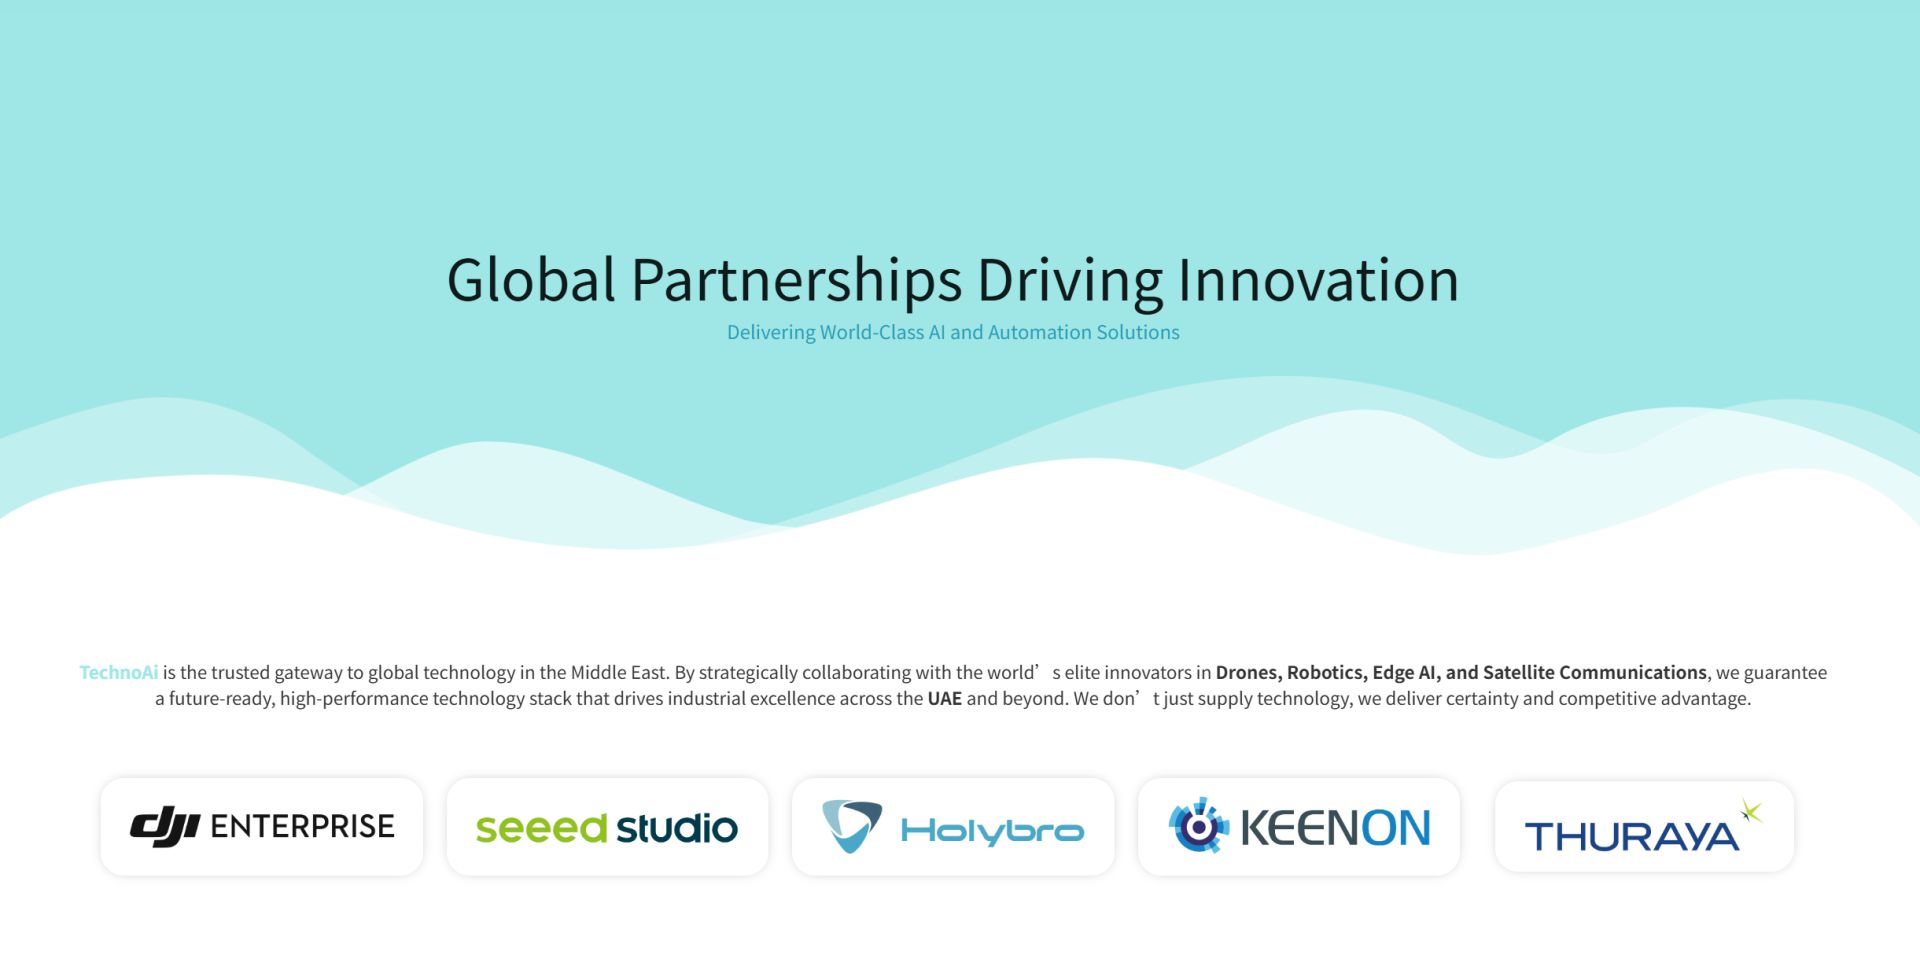 Global Partnerships Driving Innovation
Delivering World-Class AI and Automation Solutions
TechnoAi is the trusted gateway to global technology in the Middle East. By strategically collaborating with the world’s elite innovators in Drones, Robotics, Edge AI, and Satellite Communications, we guarantee
a future-ready, high-performance technology stack that drives industrial excellence across the UAE and beyond. We don’t just supply technology, we deliver certainty and competitive advantage.
dji ENTERPRISE
seeed studio
Holybro
KEENON
THURAYA